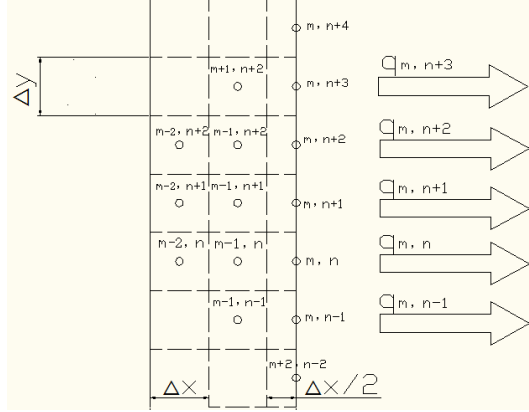 m, n+4
m+1, n+2
m, n+3
q m, n+3
Δy
m-2, n+2
m-1, n+2
m, n+2
q m, n+2
m-2, n+1
m-1, n+1
m, n+1
q m, n+1
m-2, n
m-1, n
m, n
q m, n
m-1, n-1
m, n-1
q m, n-1
m+2, n-2
Δx
Δx/2